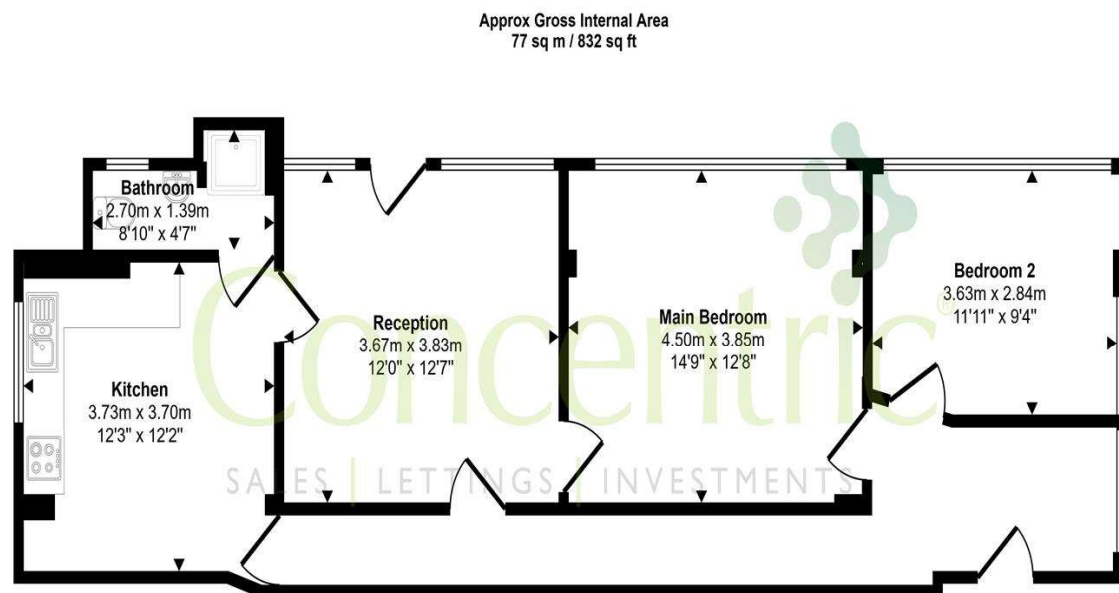 Approx Gross Internal Area
77 sq m / 832 sq ft
Bathroom
2.70m x 1.39m
8'10" x 4'7"
Kitchen
3.73m x 3.70m
12'3" x 12'2"
Reception
3.67m x 3.83m
12'0" x 12'7"
Main Bedroom
4.50m x 3.85m
14'9" x 12'8"
Bedroom 2
3.63m x 2.84m
11'11" x 9'4"
Concentric®
SALES | LETTINGS | INVESTMENTS